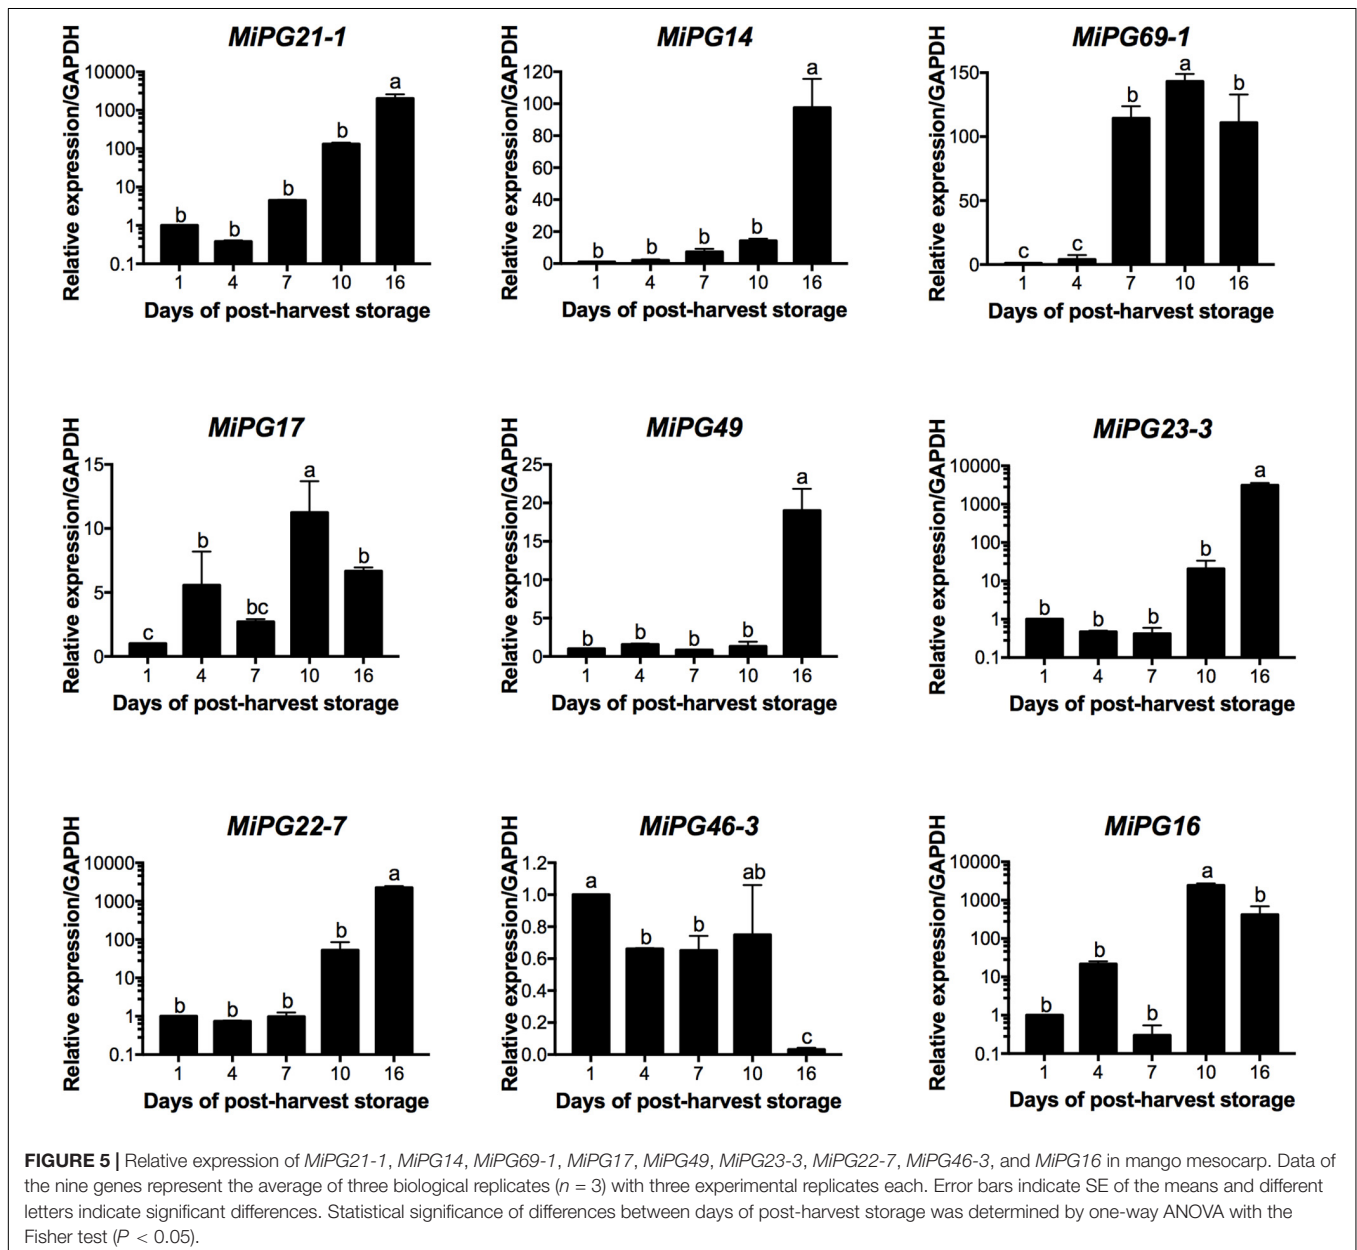 MiPG21-1
Relative expression/GAPDH
10000
1000
100
10
1
0.1
b
b
b
b
a
1 4 7 10 16
Days of post-harvest storage
MiPG14
Relative expression/GAPDH
120
100
80
60
40
20
0
b
b
b
b
a
1 4 7 10 16
Days of post-harvest storage
MiPG69-1
Relative expression/GAPDH
150
100
50
0
c
c
b
a
b
1 4 7 10 16
Days of post-harvest storage
MiPG17
Relative expression/GAPDH
15
10
5
0
c
b
bc
a
b
1 4 7 10 16
Days of post-harvest storage
MiPG49
Relative expression/GAPDH
25
20
15
10
5
0
b
b
b
b
a
1 4 7 10 16
Days of post-harvest storage
MiPG23-3
Relative expression/GAPDH
10000
1000
100
10
1
0.1
b
b
b
b
a
1 4 7 10 16
Days of post-harvest storage
MiPG22-7
Relative expression/GAPDH
10000
1000
100
10
1
0.1
b
b
b
b
a
1 4 7 10 16
Days of post-harvest storage
MiPG46-3
Relative expression/GAPDH
1.2
1.0
0.8
0.6
0.4
0.2
0.0
a
b
b
ab
c
1 4 7 10 16
Days of post-harvest storage
MiPG16
Relative expression/GAPDH
10000
1000
100
10
1
0.1
b
b
b
a
b
1 4 7 10 16
Days of post-harvest storage
FIGURE 5 | Relative expression of MiPG21-1, MiPG14, MiPG69-1, MiPG17, MiPG49, MiPG23-3, MiPG22-7, MiPG46-3, and MiPG16 in mango mesocarp. Data of
the nine genes represent the average of three biological replicates (n = 3) with three experimental replicates each. Error bars indicate SE of the means and different
letters indicate significant differences. Statistical significance of differences between days of post-harvest storage was determined by one-way ANOVA with the
Fisher test (P < 0.05).